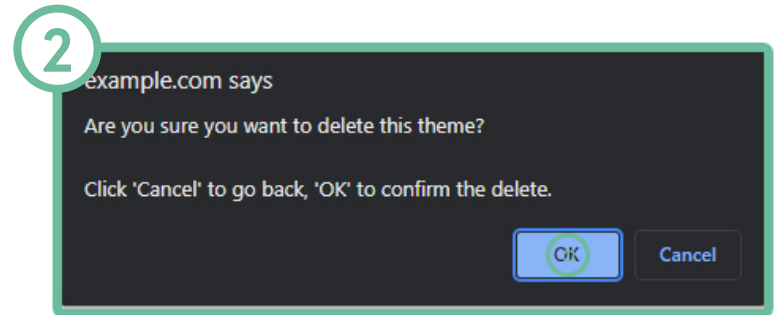 2
example.com says
Are you sure you want to delete this theme?
Click 'Cancel' to go back, 'OK' to confirm the delete.
OK Cancel